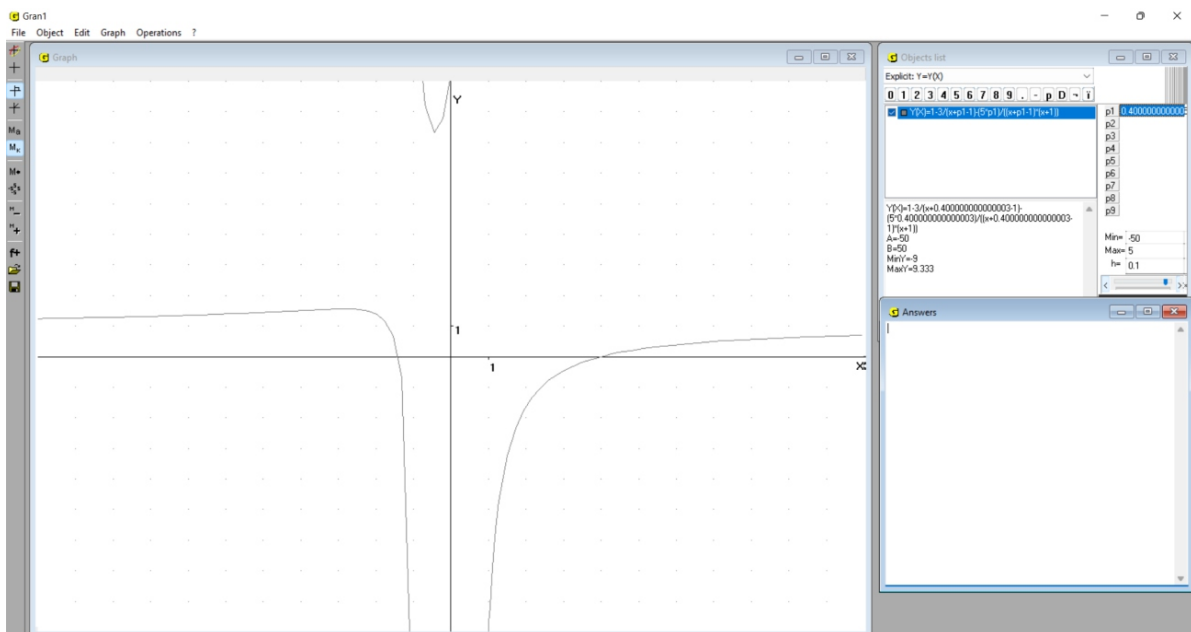 Gran1
File Object Edit Graph Operations ?
Graph
Y
1
1
X
Objects list
Explicit: Y=Y(X)
0 1 2 3 4 5 6 7 8 9 . - p D ¬ ї
Y(X)=1-3/(x+p1-1)-(5*p1)/((x+p1-1)*(x+1))
p1 0.400000000000
p2
p3
p4
p5
p6
p7
p8
p9
Y(X)=1-3/(x+0.400000000000003-1)-
(5*0.400000000000003)/((x+0.400000000000003-
1)*(x+1))
A=-50
B=50
MinY=-9
MaxY=9.333
Min= -50
Max= 5
h= 0.1
Answers